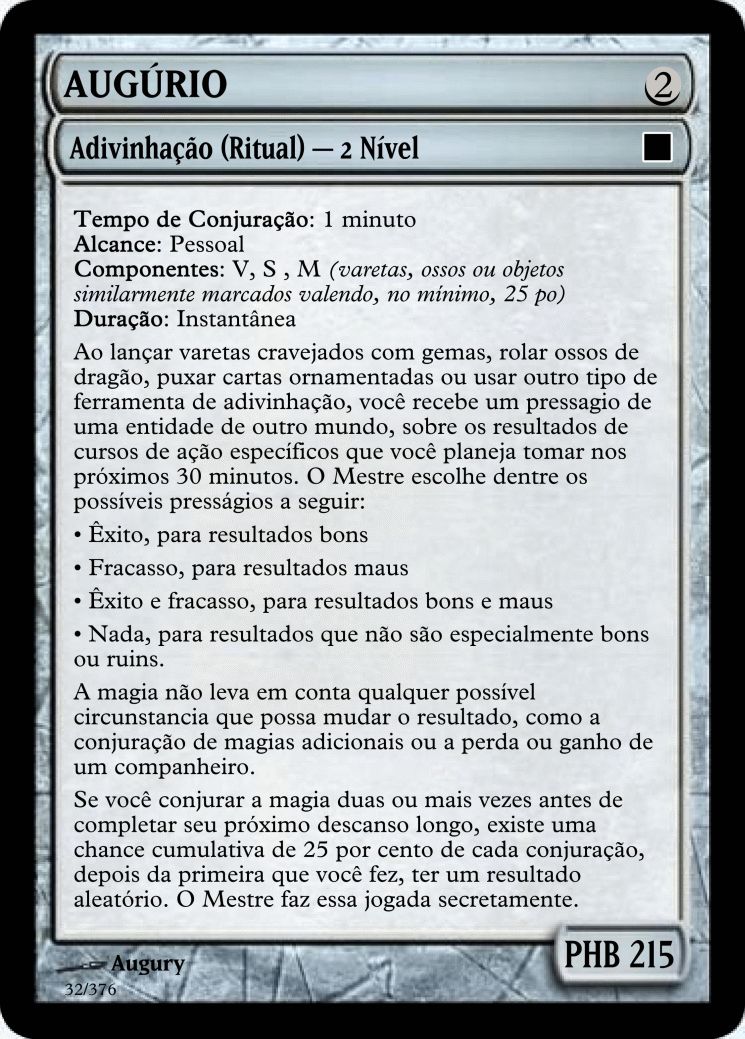 AUGÚRIO
2
Adivinhação (Ritual) — 2 Nível
Tempo de Conjuração: 1 minuto
Alcance: Pessoal
Componentes: V, S , M (varetas, ossos ou objetos
similarmente marcados valendo, no mínimo, 25 po)
Duração: Instantânea
Ao lançar varetas cravejados com gemas, rolar ossos de
dragão, puxar cartas ornamentadas ou usar outro tipo de
ferramenta de adivinhação, você recebe um pressagio de
uma entidade de outro mundo, sobre os resultados de
cursos de ação específicos que você planeja tomar nos
próximos 30 minutos. O Mestre escolhe dentre os
possíveis presságios a seguir:
• Êxito, para resultados bons
• Fracasso, para resultados maus
• Êxito e fracasso, para resultados bons e maus
• Nada, para resultados que não são especialmente bons
ou ruins.
A magia não leva em conta qualquer possível
circunstancia que possa mudar o resultado, como a
conjuração de magias adicionais ou a perda ou ganho de
um companheiro.
Se você conjurar a magia duas ou mais vezes antes de
completar seu próximo descanso longo, existe uma
chance cumulativa de 25 por cento de cada conjuração,
depois da primeira que você fez, ter um resultado
aleatório. O Mestre faz essa jogada secretamente.
PHB 215
Augury
32/376